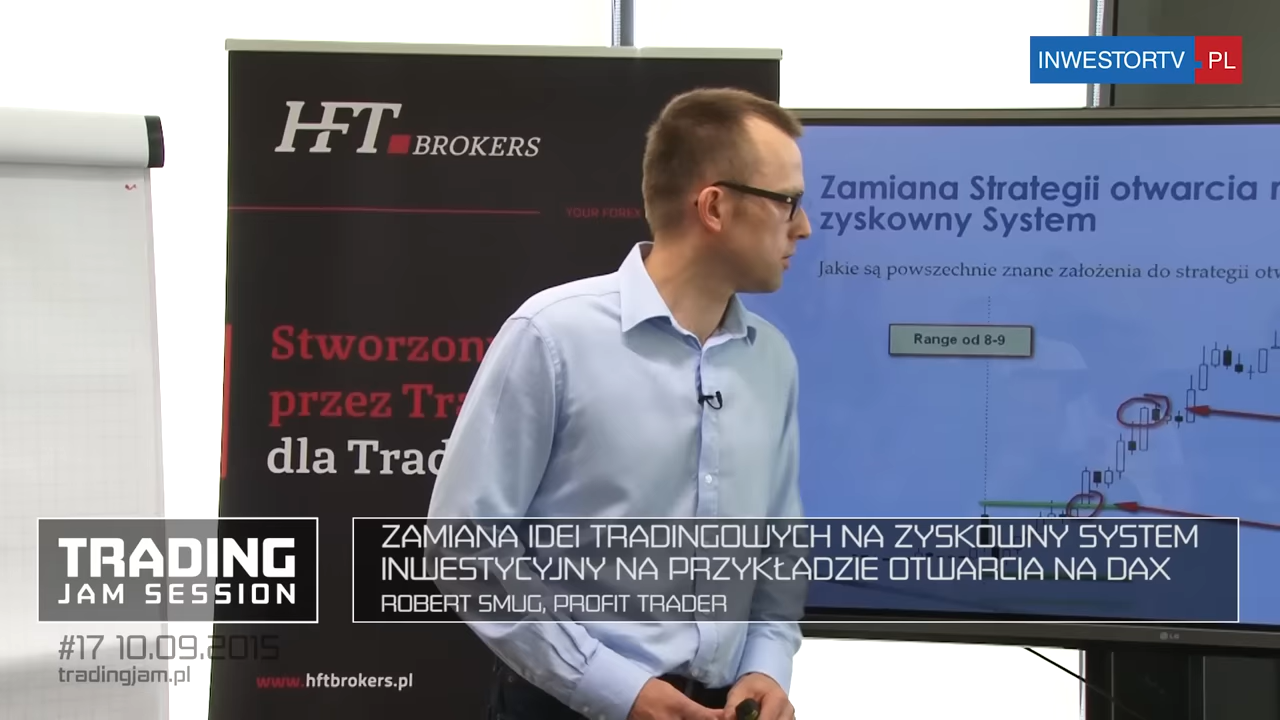 INWESTORTV.PL
HFT BROKERS
YOUR FOREX
Stworzon
przez Tra
dla Trad
www.hftbrokers.pl
Zamiana Strategii otwarcia
zyskowny System
Jakie są powszechnie znane założenia do strategii
Range od 8-9
LG
TRADING
JAM SESSION
#17 10.09.2015
tradingjam.pl
ZAMIANA IDEI TRADINGOWYCH NA ZYSKOWNY SYSTEM
INWESTYCYJNY NA PRZYKŁADZIE OTWARCIA NA DAX
ROBERT SMUG, PROFIT TRADER